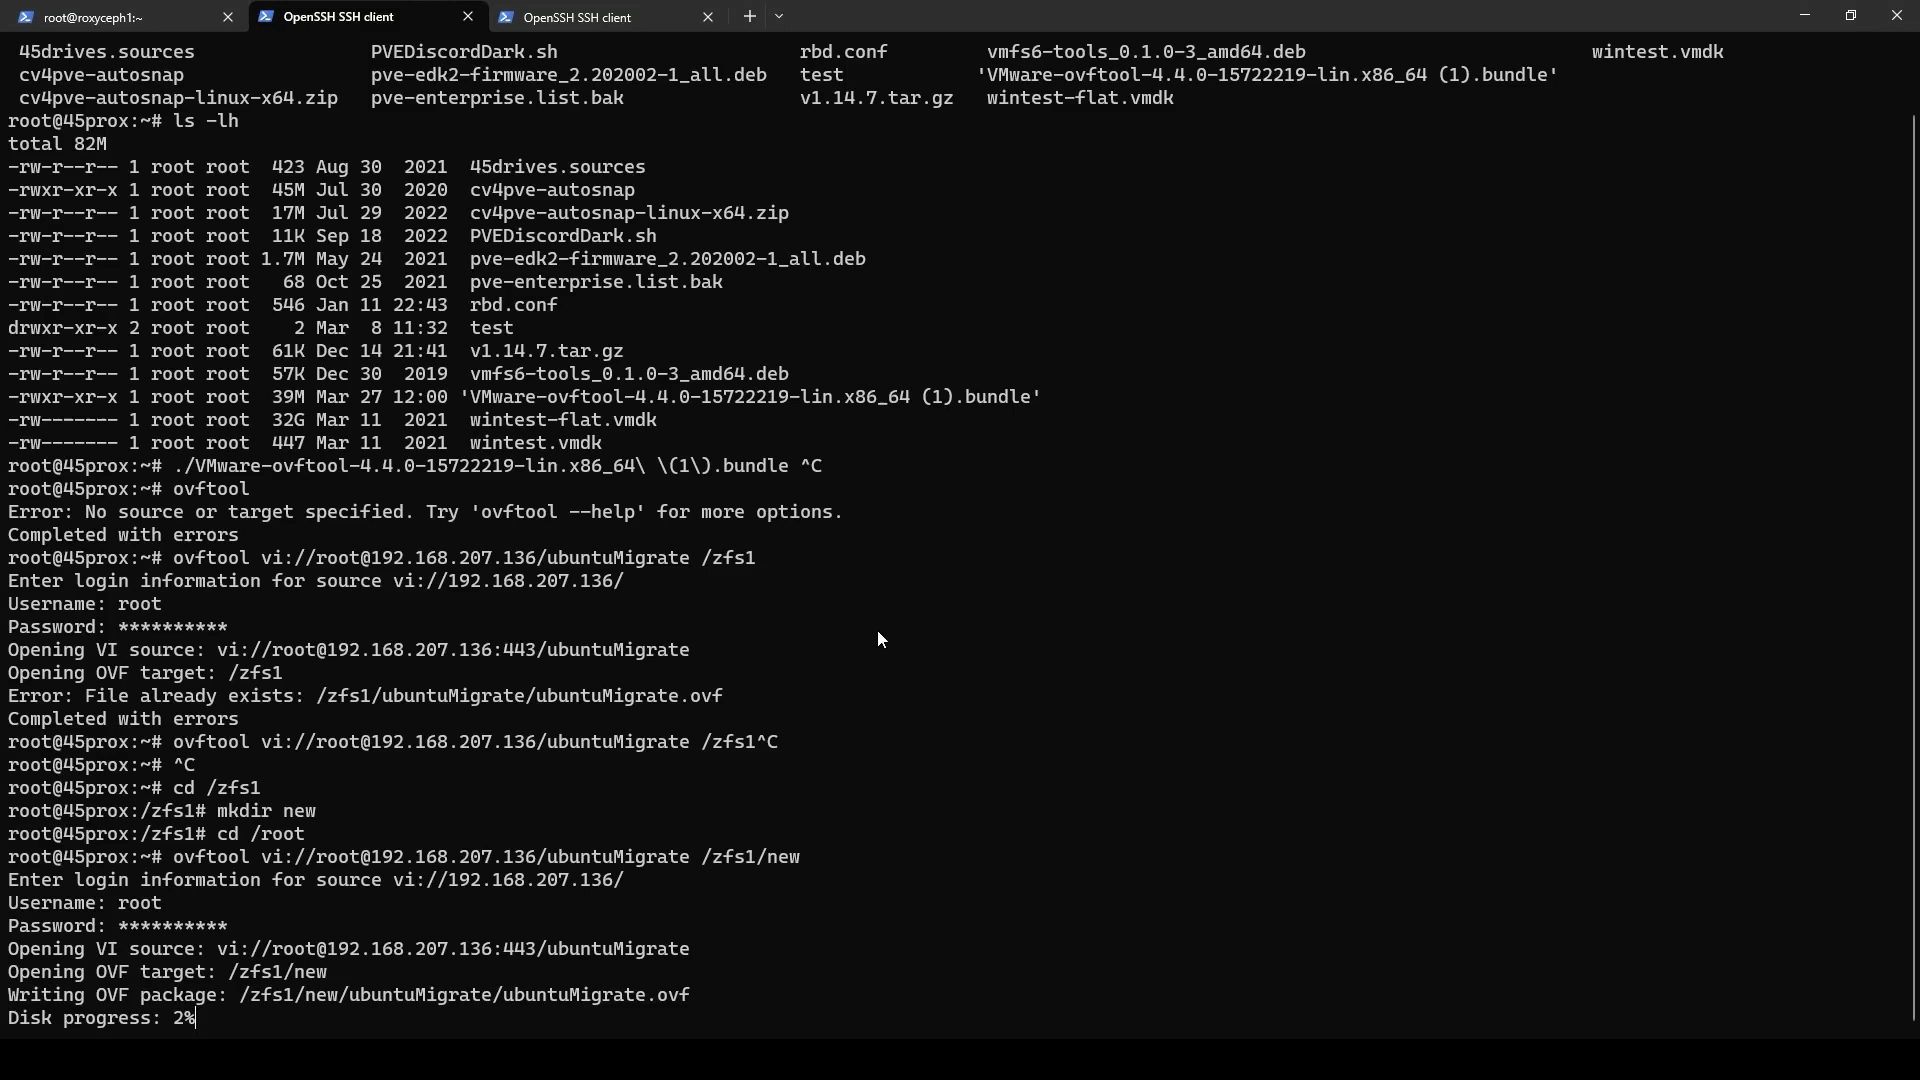 root@roxyceph1:~ OpenSSH SSH client OpenSSH SSH client
45drives.sources PVEDiscordDark.sh rbd.conf vmfs6-tools_0.1.0-3_amd64.deb wintest.vmdk
cv4pve-autosnap pve-edk2-firmware_2.202002-1_all.deb test 'VMware-ovftool-4.4.0-15722219-lin.x86_64 (1).bundle'
cv4pve-autosnap-linux-x64.zip pve-enterprise.list.bak v1.14.7.tar.gz wintest-flat.vmdk
root@45prox:~# ls -lh
total 82M
-rw-r--r-- 1 root root 423 Aug 30 2021 45drives.sources
-rwxr-xr-x 1 root root 45M Jul 30 2020 cv4pve-autosnap
-rw-r--r-- 1 root root 17M Jul 29 2022 cv4pve-autosnap-linux-x64.zip
-rw-r--r-- 1 root root 11K Sep 18 2022 PVEDiscordDark.sh
-rw-r--r-- 1 root root 1.7M May 24 2021 pve-edk2-firmware_2.202002-1_all.deb
-rw-r--r-- 1 root root 68 Oct 25 2021 pve-enterprise.list.bak
-rw-r--r-- 1 root root 546 Jan 11 22:43 rbd.conf
drwxr-xr-x 2 root root 2 Mar 8 11:32 test
-rw-r--r-- 1 root root 61K Dec 14 21:41 v1.14.7.tar.gz
-rw-r--r-- 1 root root 57K Dec 30 2019 vmfs6-tools_0.1.0-3_amd64.deb
-rwxr-xr-x 1 root root 39M Mar 27 12:00 'VMware-ovftool-4.4.0-15722219-lin.x86_64 (1).bundle'
-rw------- 1 root root 32G Mar 11 2021 wintest-flat.vmdk
-rw------- 1 root root 447 Mar 11 2021 wintest.vmdk
root@45prox:~# ./VMware-ovftool-4.4.0-15722219-lin.x86_64\ \(1\).bundle ^C
root@45prox:~# ovftool
Error: No source or target specified. Try 'ovftool --help' for more options.
Completed with errors
root@45prox:~# ovftool vi://root@192.168.207.136/ubuntuMigrate /zfs1
Enter login information for source vi://192.168.207.136/
Username: root
Password: **********
Opening VI source: vi://root@192.168.207.136:443/ubuntuMigrate
Opening OVF target: /zfs1
Error: File already exists: /zfs1/ubuntuMigrate/ubuntuMigrate.ovf
Completed with errors
root@45prox:~# ovftool vi://root@192.168.207.136/ubuntuMigrate /zfs1^C
root@45prox:~# ^C
root@45prox:~# cd /zfs1
root@45prox:/zfs1# mkdir new
root@45prox:/zfs1# cd /root
root@45prox:~# ovftool vi://root@192.168.207.136/ubuntuMigrate /zfs1/new
Enter login information for source vi://192.168.207.136/
Username: root
Password: **********
Opening VI source: vi://root@192.168.207.136:443/ubuntuMigrate
Opening OVF target: /zfs1/new
Writing OVF package: /zfs1/new/ubuntuMigrate/ubuntuMigrate.ovf
Disk progress: 2%